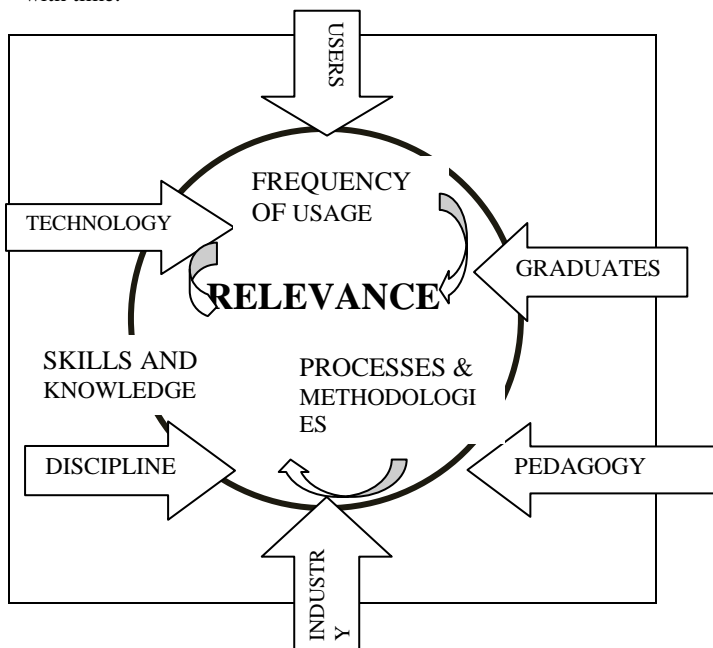 with time.
USERS
FREQUENCY
OF USAGE
TECHNOLOGY
GRADUATES
RELEVANCE
SKILLS AND
KNOWLEDGE
PROCESSES &
METHODOLOGI
ES
DISCIPLINE
PEDAGOGY
INDUSTR
Y